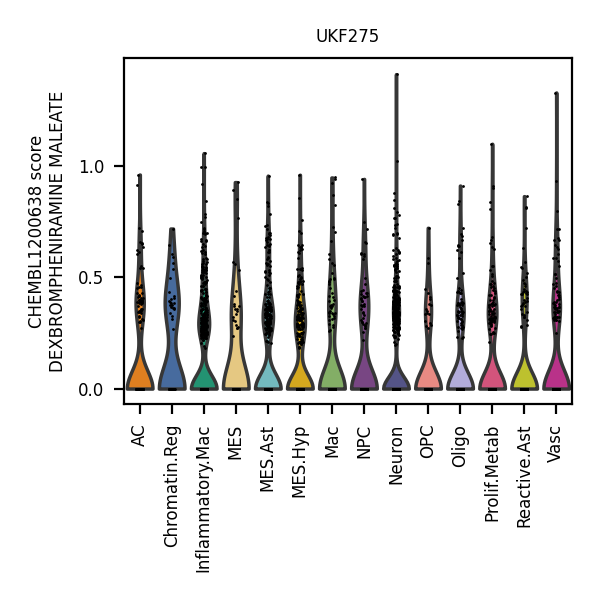 UKF275
CHEMBL1200638 score
DEXBROMPHENIRAMINE MALEATE
1.0
0.5
0.0
AC
Chromatin.Reg
Inflammatory.Mac
MES
MES.Ast
MES.Hyp
Mac
NPC
Neuron
OPC
Oligo
Prolif.Metab
Reactive.Ast
Vasc